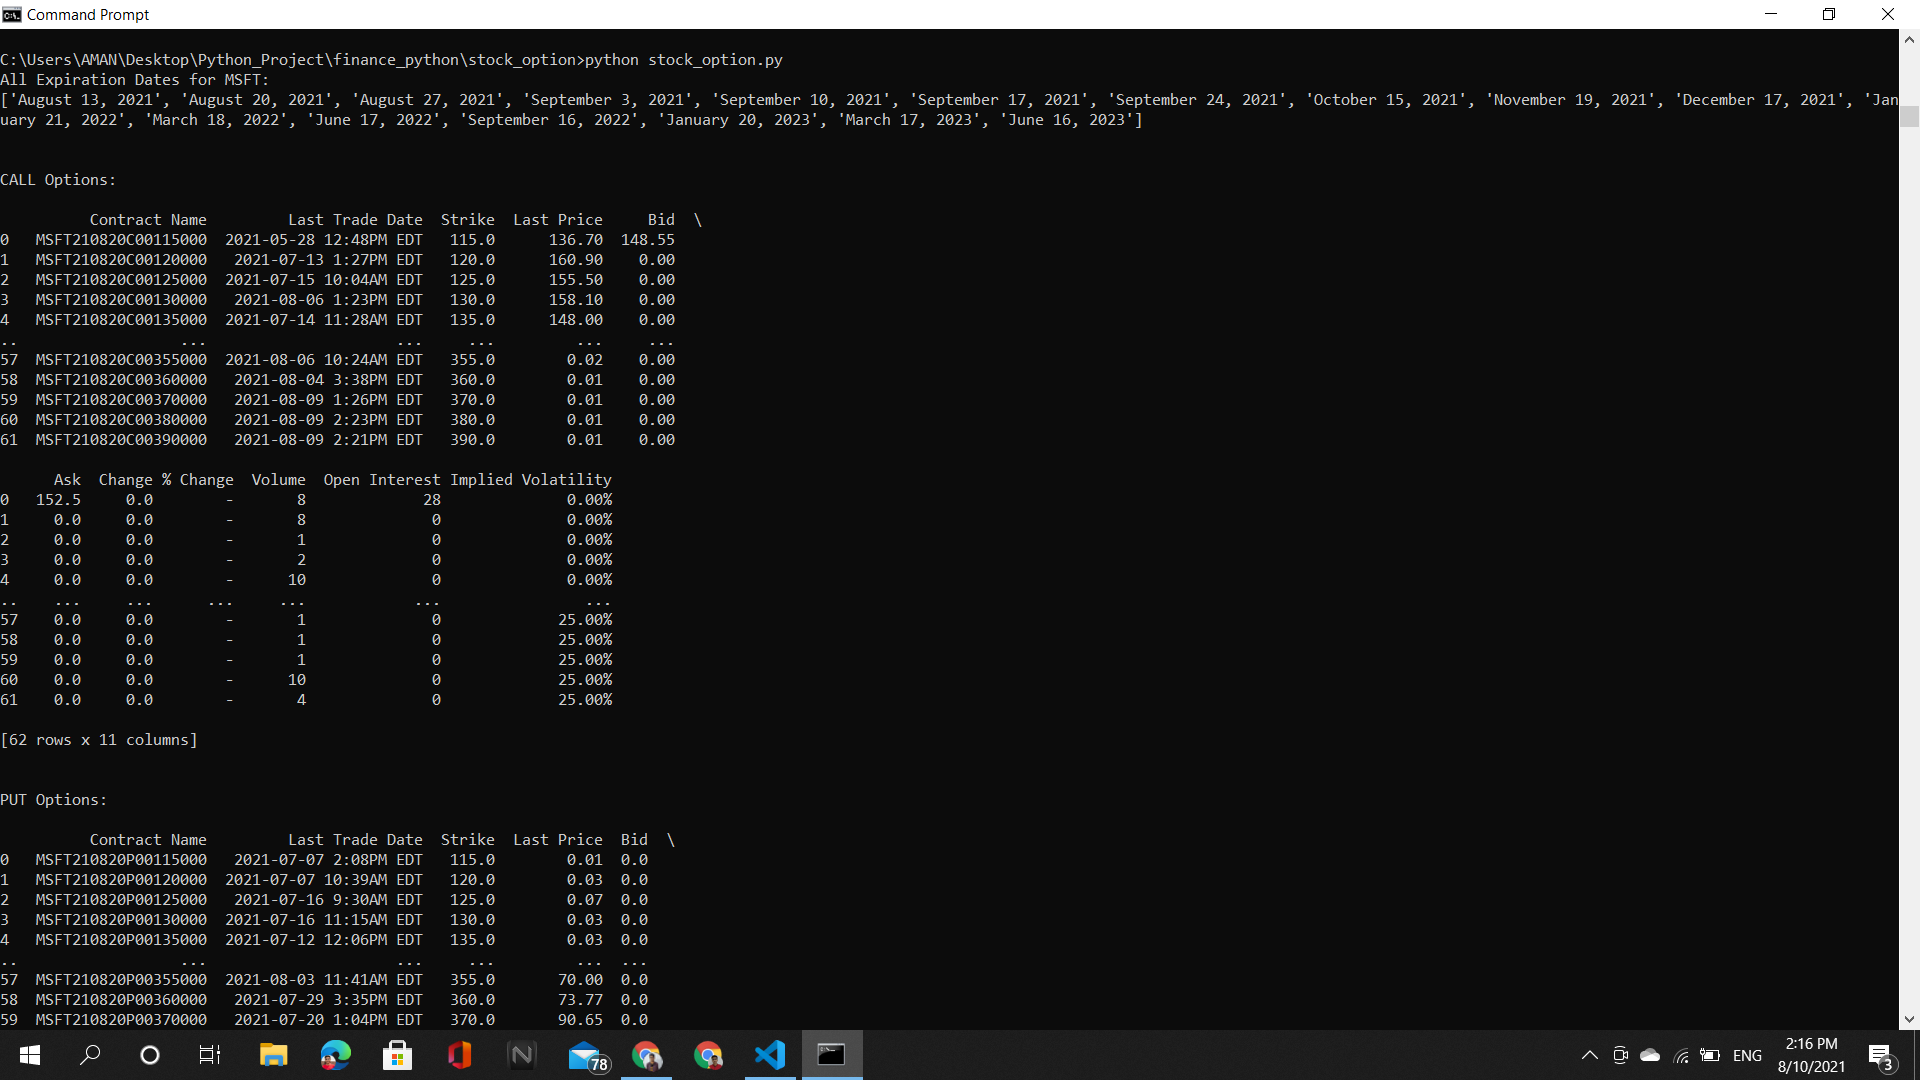 Command Prompt
C:\Users\AMAN\Desktop\Python_Project\finance_python\stock_option>python stock_option.py
All Expiration Dates for MSFT:
['August 13, 2021', 'August 20, 2021', 'August 27, 2021', 'September 3, 2021', 'September 10, 2021', 'September 17, 2021', 'September 24, 2021', 'October 15, 2021', 'November 19, 2021', 'December 17, 2021', 'Jan
uary 21, 2022', 'March 18, 2022', 'June 17, 2022', 'September 16, 2022', 'January 20, 2023', 'March 17, 2023', 'June 16, 2023']
CALL Options:
Contract Name Last Trade Date Strike Last Price Bid \
0 MSFT210820C00115000 2021-05-28 12:48PM EDT 115.0 136.70 148.55
1 MSFT210820C00120000 2021-07-13 1:27PM EDT 120.0 160.90 0.00
2 MSFT210820C00125000 2021-07-15 10:04AM EDT 125.0 155.50 0.00
3 MSFT210820C00130000 2021-08-06 1:23PM EDT 130.0 158.10 0.00
4 MSFT210820C00135000 2021-07-14 11:28AM EDT 135.0 148.00 0.00
.. ... ... ... ... ...
57 MSFT210820C00355000 2021-08-06 10:24AM EDT 355.0 0.02 0.00
58 MSFT210820C00360000 2021-08-04 3:38PM EDT 360.0 0.01 0.00
59 MSFT210820C00370000 2021-08-09 1:26PM EDT 370.0 0.01 0.00
60 MSFT210820C00380000 2021-08-09 2:23PM EDT 380.0 0.01 0.00
61 MSFT210820C00390000 2021-08-09 2:21PM EDT 390.0 0.01 0.00
Ask Change % Change Volume Open Interest Implied Volatility
0 152.5 0.0 - 8 28 0.00%
1 0.0 0.0 - 8 0 0.00%
2 0.0 0.0 - 1 0 0.00%
3 0.0 0.0 - 2 0 0.00%
4 0.0 0.0 - 10 0 0.00%
.. ... ... ... ... ... ...
57 0.0 0.0 - 1 0 25.00%
58 0.0 0.0 - 1 0 25.00%
59 0.0 0.0 - 1 0 25.00%
60 0.0 0.0 - 10 0 25.00%
61 0.0 0.0 - 4 0 25.00%
[62 rows x 11 columns]
PUT Options:
Contract Name Last Trade Date Strike Last Price Bid \
0 MSFT210820P00115000 2021-07-07 2:08PM EDT 115.0 0.01 0.0
1 MSFT210820P00120000 2021-07-07 10:39AM EDT 120.0 0.03 0.0
2 MSFT210820P00125000 2021-07-16 9:30AM EDT 125.0 0.07 0.0
3 MSFT210820P00130000 2021-07-16 11:15AM EDT 130.0 0.03 0.0
4 MSFT210820P00135000 2021-07-12 12:06PM EDT 135.0 0.03 0.0
.. ... ... ... ... ...
57 MSFT210820P00355000 2021-08-03 11:41AM EDT 355.0 70.00 0.0
58 MSFT210820P00360000 2021-07-29 3:35PM EDT 360.0 73.77 0.0
59 MSFT210820P00370000 2021-07-20 1:04PM EDT 370.0 90.65 0.0
78
ENG
2:16 PM
8/10/2021
3